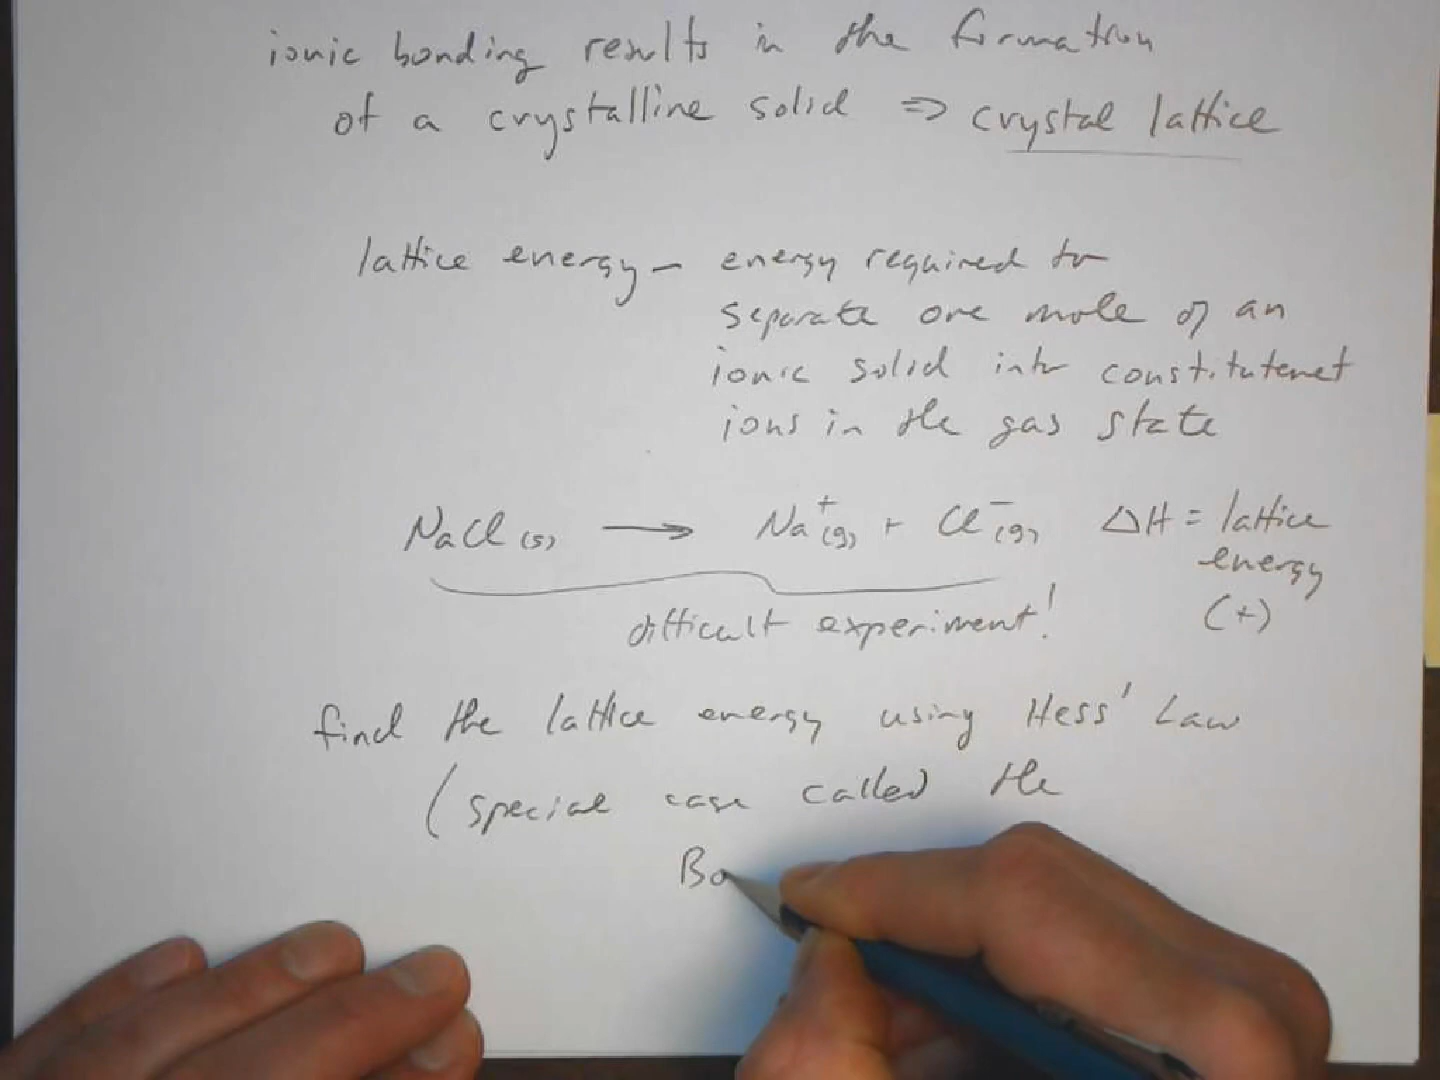 ionic bonding results in the formation
of a crystalline solid ⇒ crystal lattice
lattice energy – energy required to
separate one mole of an
ionic solid into constitutenet
ions in the gas state
NaCl(s) → Na⁺(g) + Cl⁻(g) ΔH = lattice
energy
(+)
difficult experiment!
find the lattice energy using Hess' Law
(special case called the
Bo